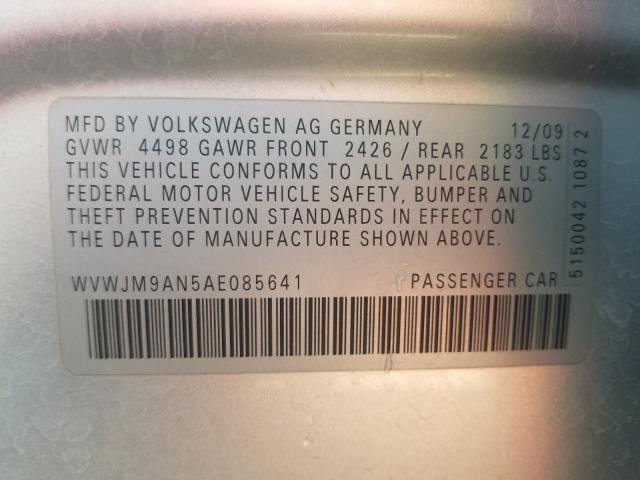 MFD BY VOLKSWAGEN AG GERMANY 12/09
GVWR 4498 GAWR FRONT 2426 / REAR 2183 LBS
THIS VEHICLE CONFORMS TO ALL APPLICABLE U.S.
FEDERAL MOTOR VEHICLE SAFETY, BUMPER AND
THEFT PREVENTION STANDARDS IN EFFECT ON
THE DATE OF MANUFACTURE SHOWN ABOVE.
WVWJM9AN5AE085641 PASSENGER CAR
5150042 10872